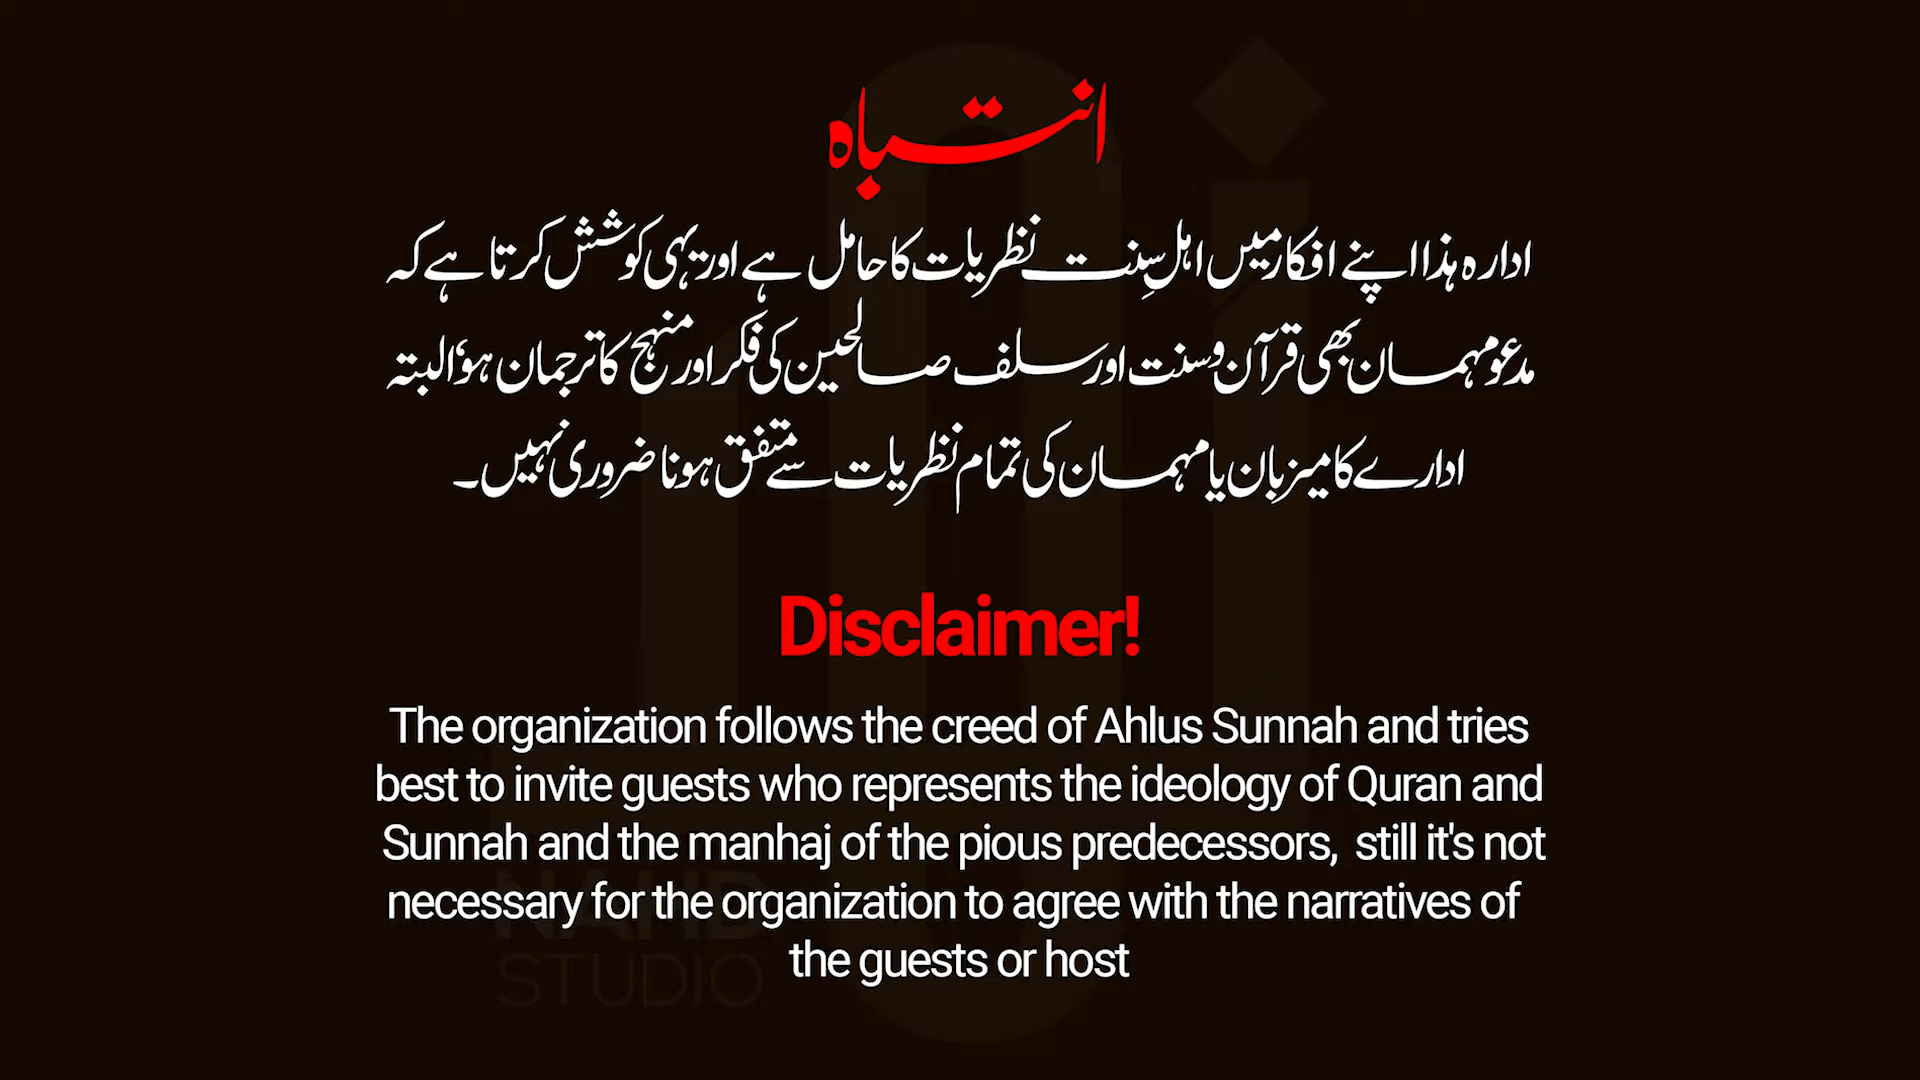 انتباہ
ادارہ ہذا اپنے افکار میں اہلِ سنت نظریات کا حامل ہے اور یہی کوشش کرتا ہے کہ
مدعو مہمان بھی قرآن و سنت اور سلف صالحین کی فکر اور منہج کا ترجمان ہو، البتہ
ادارے کا میزبان یا مہمان کی تمام نظریات سے متفق ہونا ضروری نہیں۔
Disclaimer!
The organization follows the creed of Ahlus Sunnah and tries
best to invite guests who represents the ideology of Quran and
Sunnah and the manhaj of the pious predecessors, still it's not
necessary for the organization to agree with the narratives of
the guests or host
NAHD
STUDIO